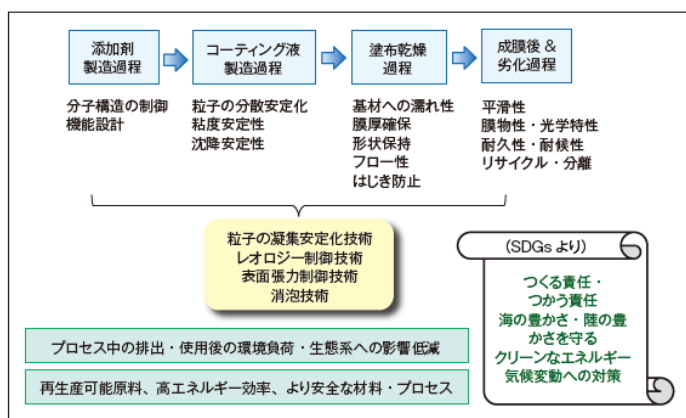 添加剤
製造過程
コーティング液
製造過程
塗布乾燥
過程
成膜後 &
劣化過程
分子構造の制御
機能設計
粒子の分散安定化
粘度安定性
沈降安定性
基材への濡れ性
膜厚確保
形状保持
フロー性
はじき防止
平滑性
膜物性・光学特性
耐久性・耐候性
リサイクル・分離
粒子の凝集安定化技術
レオロジー制御技術
表面張力制御技術
消泡技術
(SDGs より)
つくる責任・
つかう責任
海の豊かさ・陸の豊
かさを守る
クリーンなエネルギー
気候変動への対策
プロセス中の排出・使用後の環境負荷・生態系への影響低減
再生産可能原料、高エネルギー効率、より安全な材料・プロセス